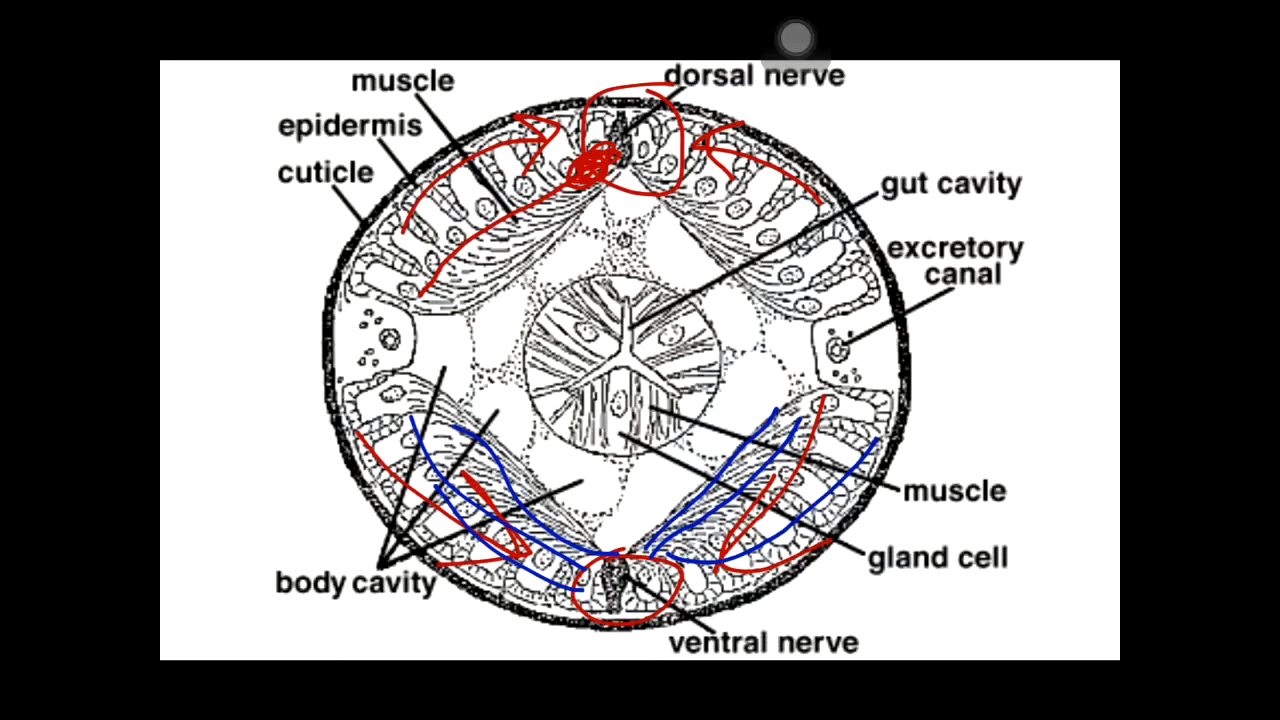 muscle
dorsal nerve
epidermis
cuticle
gut cavity
excretory
canal
muscle
gland cell
body cavity
ventral nerve